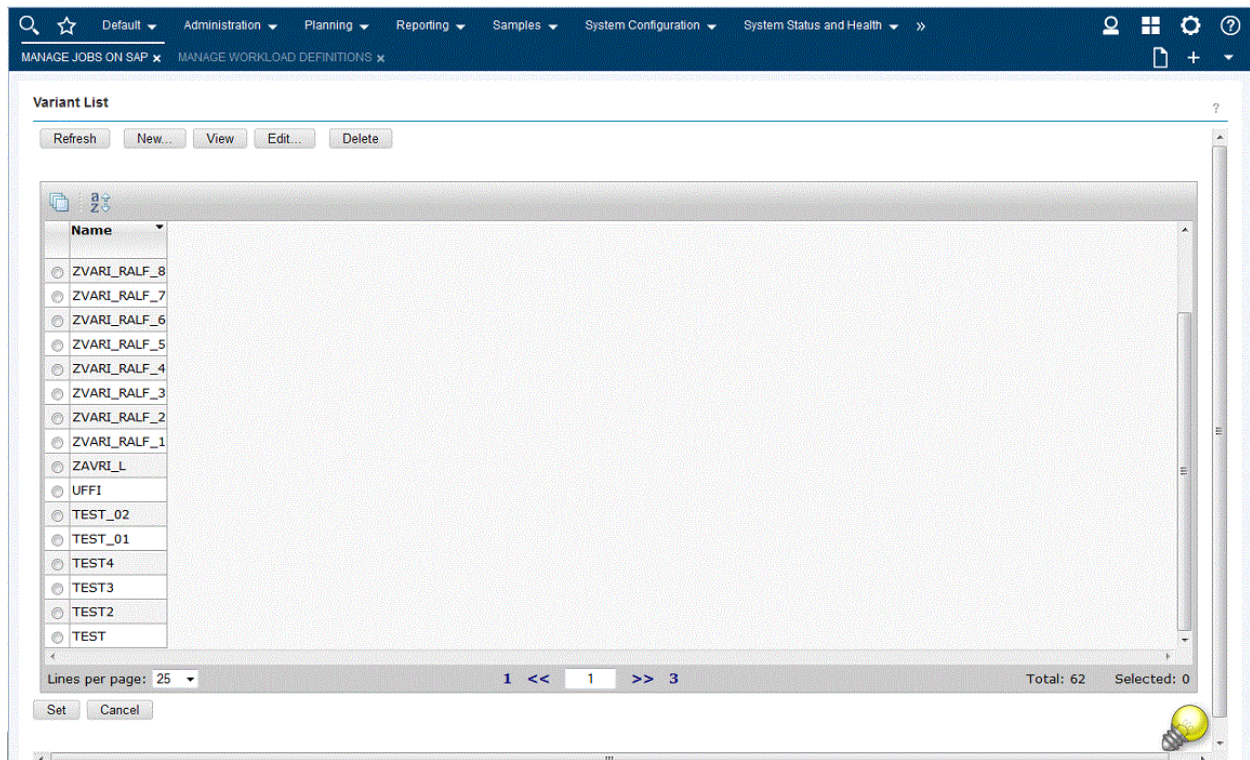 Default Administration Planning Reporting Samples System Configuration System Status and Health »
MANAGE JOBS ON SAP x MANAGE WORKLOAD DEFINITIONS x
Variant List
?
Refresh New... View Edit... Delete
Name
ZVARI_RALF_8
ZVARI_RALF_7
ZVARI_RALF_6
ZVARI_RALF_5
ZVARI_RALF_4
ZVARI_RALF_3
ZVARI_RALF_2
ZVARI_RALF_1
ZAVRI_L
UFFI
TEST_02
TEST_01
TEST4
TEST3
TEST2
TEST
Lines per page: 25 1 << 1 >> 3 Total: 62 Selected: 0
Set Cancel